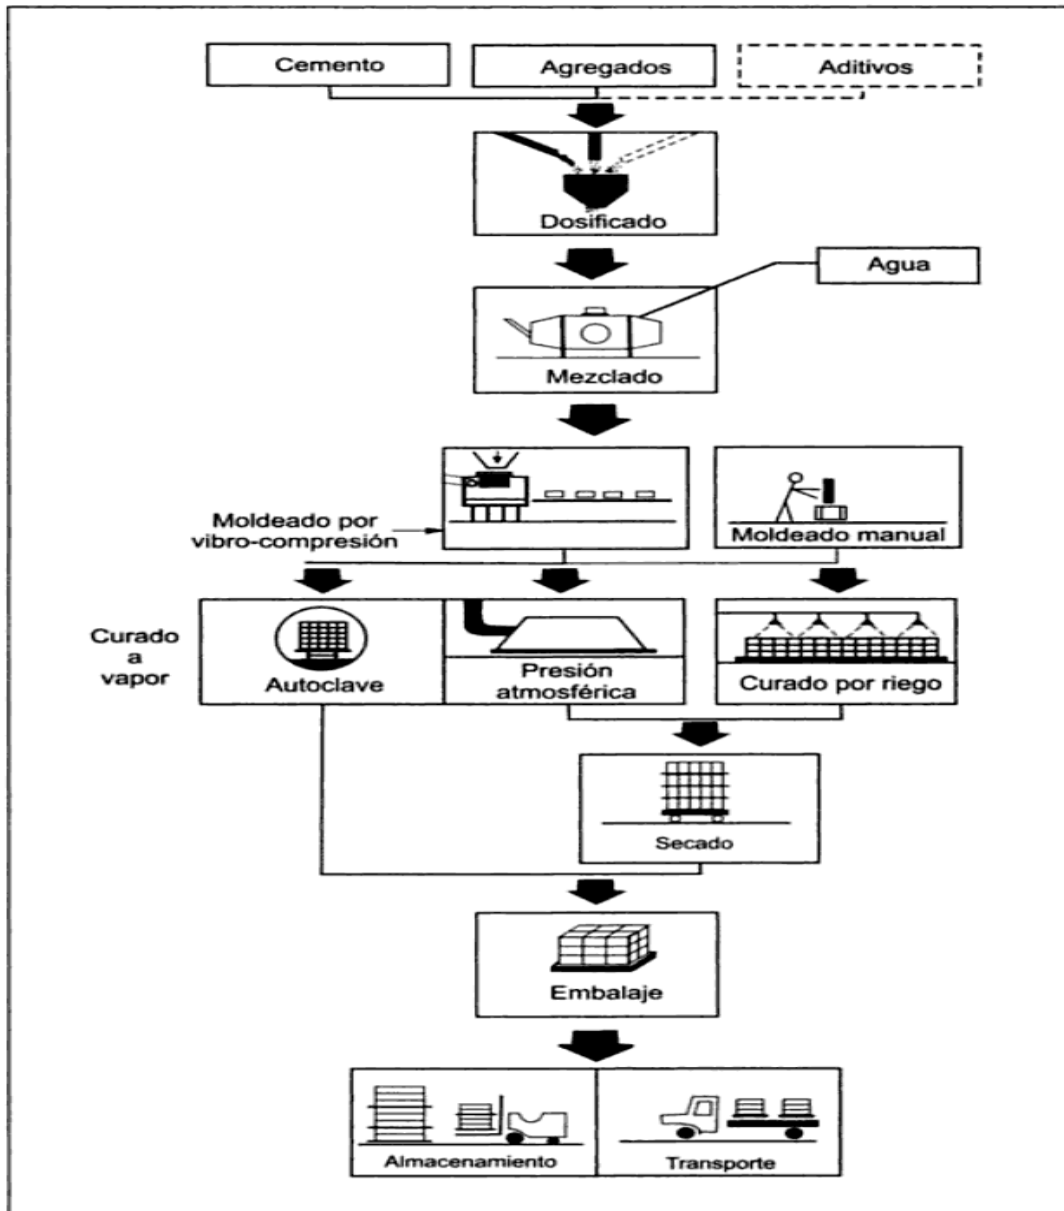 Cemento
Agregados
Aditivos
Dosificado
Agua
Mezclado
Moldeado por
vibro-compresión
Moldeado manual
Curado
a
vapor
Autoclave
Presión
atmosférica
Curado por riego
Secado
Embalaje
Almacenamiento
Transporte